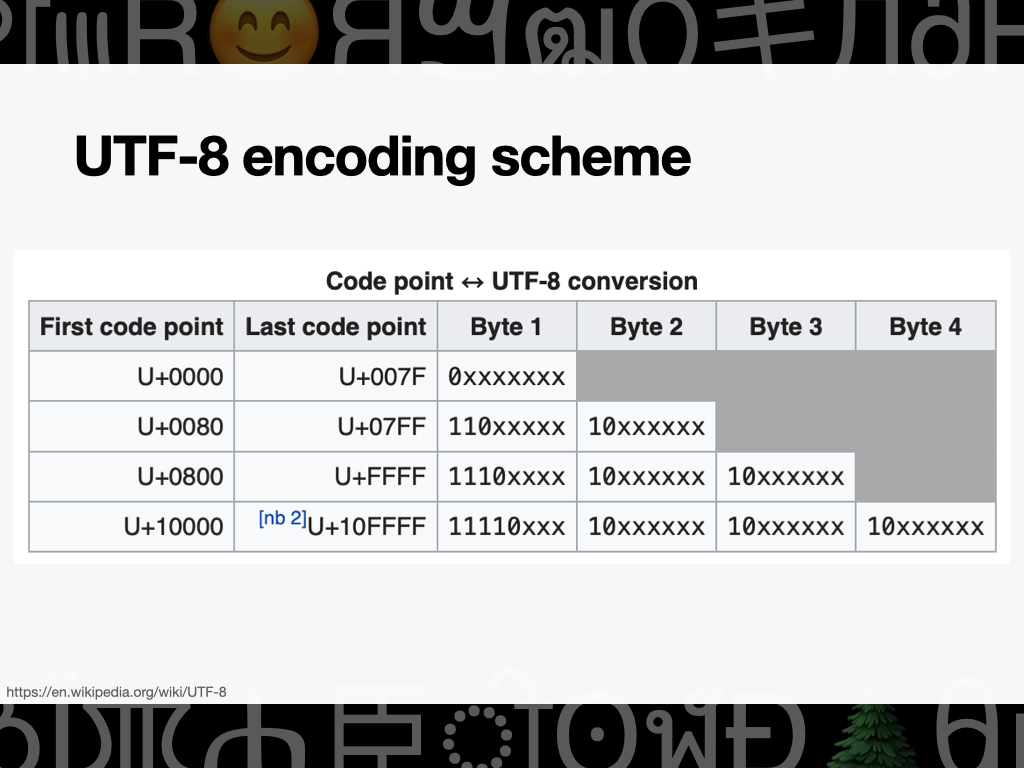 UTF-8 encoding scheme
Code point ↔ UTF-8 conversion
First code point Last code point Byte 1 Byte 2 Byte 3 Byte 4
U+0000 U+007F 0xxxxxxx
U+0080 U+07FF 110xxxxx 10xxxxxx
U+0800 U+FFFF 1110xxxx 10xxxxxx 10xxxxxx
U+10000 [nb 2]U+10FFFF 11110xxx 10xxxxxx 10xxxxxx 10xxxxxx
https://en.wikipedia.org/wiki/UTF-8